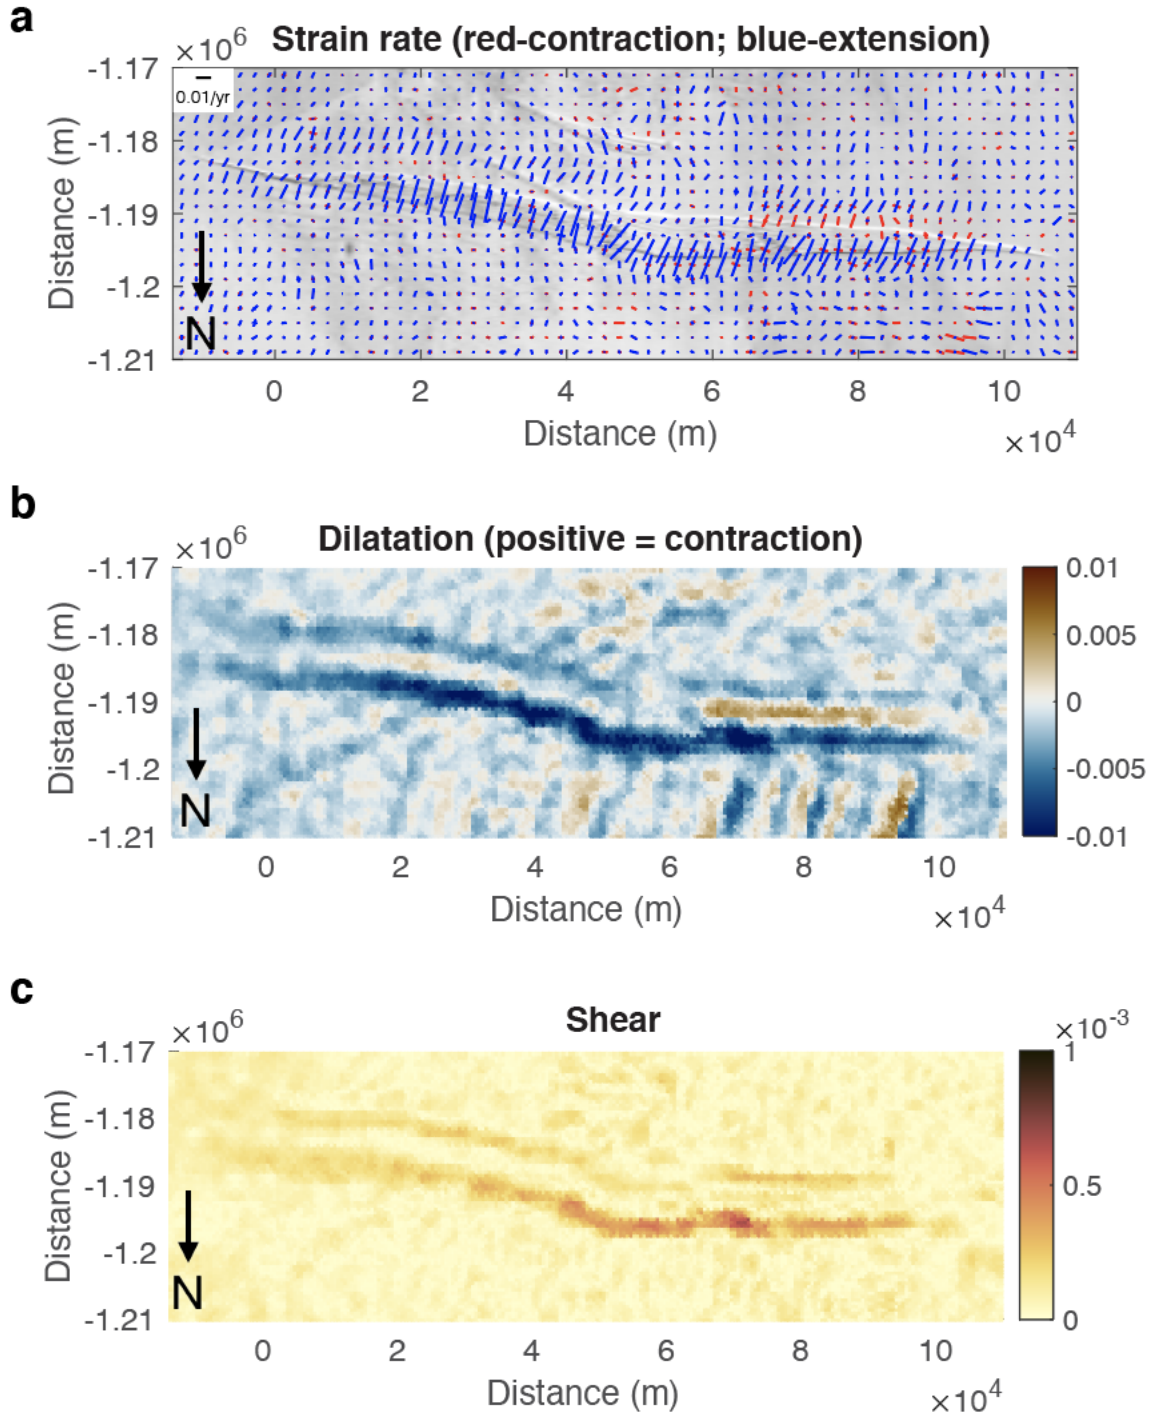 a
×10^6
Strain rate (red-contraction; blue-extension)
0.01/yr
-1.17
-1.18
-1.19
-1.2
-1.21
Distance (m)
N
0 2 4 6 8 10
Distance (m)
×10^4
b
×10^6
Dilatation (positive = contraction)
-1.17
-1.18
-1.19
-1.2
-1.21
Distance (m)
N
0.01
0.005
0
-0.005
-0.01
0 2 4 6 8 10
Distance (m)
×10^4
c
×10^6
Shear
×10^-3
-1.17
-1.18
-1.19
-1.2
-1.21
Distance (m)
N
1
0.5
0
0 2 4 6 8 10
Distance (m)
×10^4